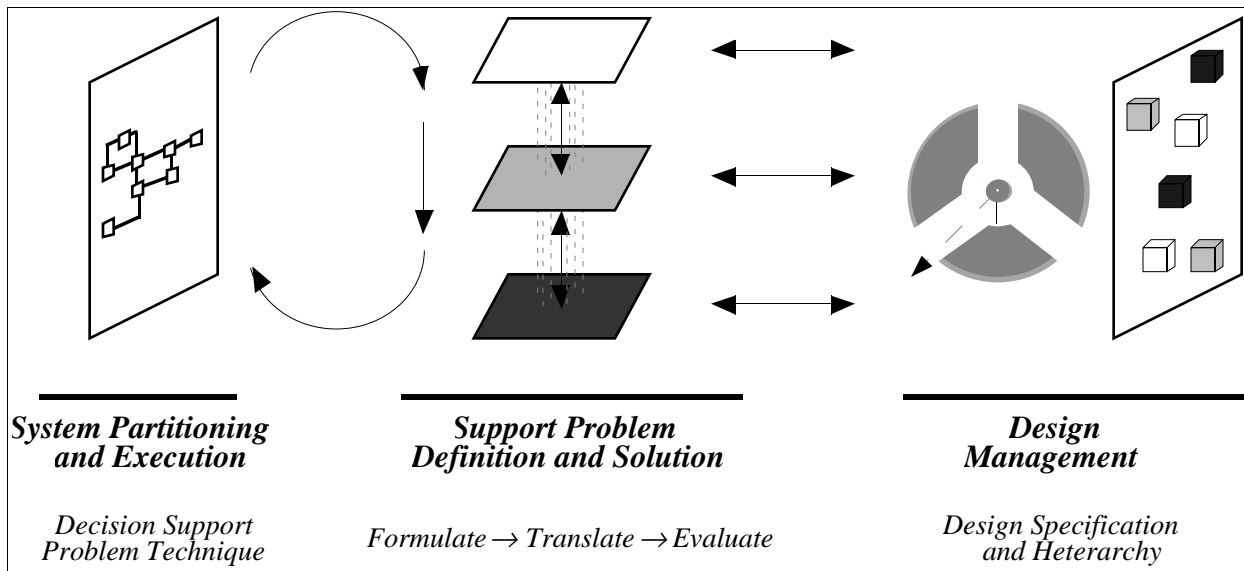 System Partitioning
and Execution
Support Problem
Definition and Solution
Design
Management
Decision Support
Problem Technique
Formulate → Translate → Evaluate
Design Specification
and Heterarchy